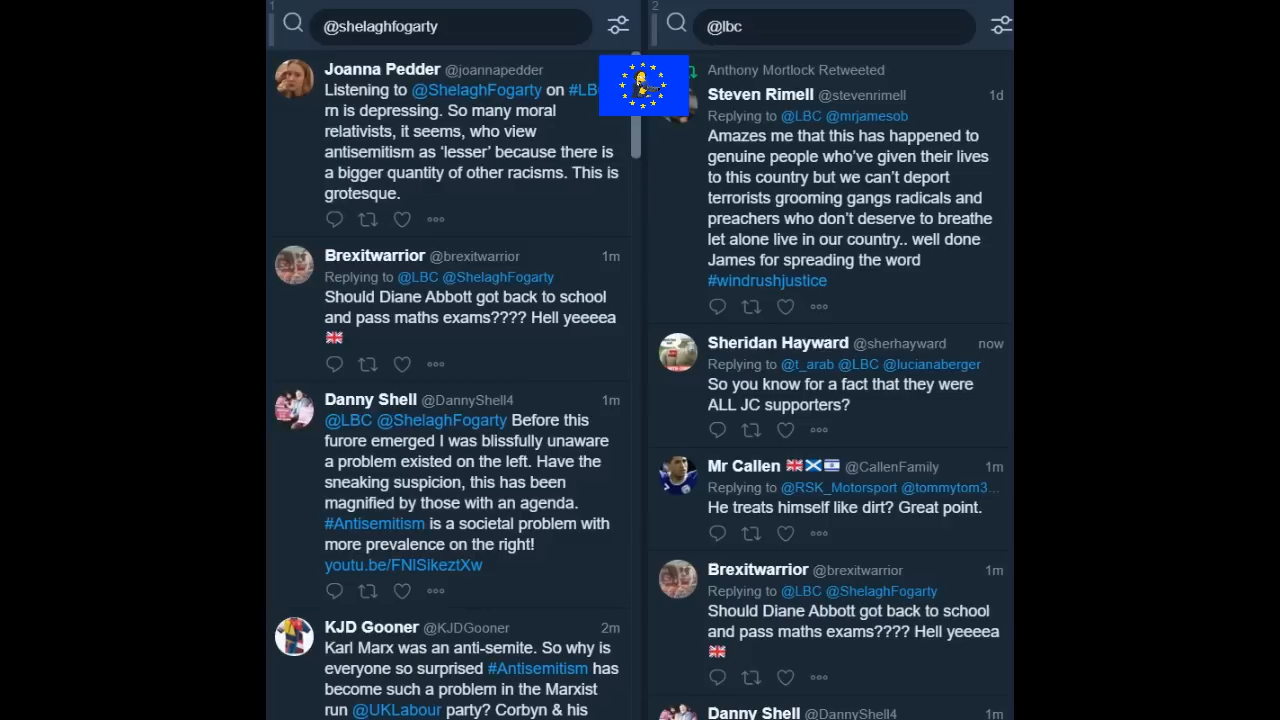 1
@shelaghfogarty
Joanna Pedder @joannapedder
Listening to @ShelaghFogarty on #LB
m is depressing. So many moral
relativists, it seems, who view
antisemitism as ‘lesser’ because there is
a bigger quantity of other racisms. This is
grotesque.
Brexitwarrior @brexitwarrior 1m
Replying to @LBC @ShelaghFogarty
Should Diane Abbott got back to school
and pass maths exams???? Hell yeeeea
🇬🇧
Danny Shell @DannyShell4 1m
@LBC @ShelaghFogarty Before this
furore emerged I was blissfully unaware
a problem existed on the left. Have the
sneaking suspicion, this has been
magnified by those with an agenda.
#Antisemitism is a societal problem with
more prevalence on the right!
youtu.be/FNlSikeztXw
KJD Gooner @KJDGooner 2m
Karl Marx was an anti-semite. So why is
everyone so surprised #Antisemitism has
become such a problem in the Marxist
run @UKLabour party? Corbyn & his
2
@lbc
Anthony Mortlock Retweeted
Steven Rimell @stevenrimell 1d
Replying to @LBC @mrjamesob
Amazes me that this has happened to
genuine people who’ve given their lives
to this country but we can’t deport
terrorists grooming gangs radicals and
preachers who don’t deserve to breathe
let alone live in our country.. well done
James for spreading the word
#windrushjustice
Sheridan Hayward @sherhayward now
Replying to @t_arab @LBC @lucianaberger
So you know for a fact that they were
ALL JC supporters?
Mr Callen 🇬🇧🏴󠁧󠁢󠁳󠁣󠁴󠁿🇮🇱 @CallenFamily 1m
Replying to @RSK_Motorsport @tommytom3...
He treats himself like dirt? Great point.
Brexitwarrior @brexitwarrior 1m
Replying to @LBC @ShelaghFogarty
Should Diane Abbott got back to school
and pass maths exams???? Hell yeeeea
🇬🇧
Danny Shell @DannyShell4 1m